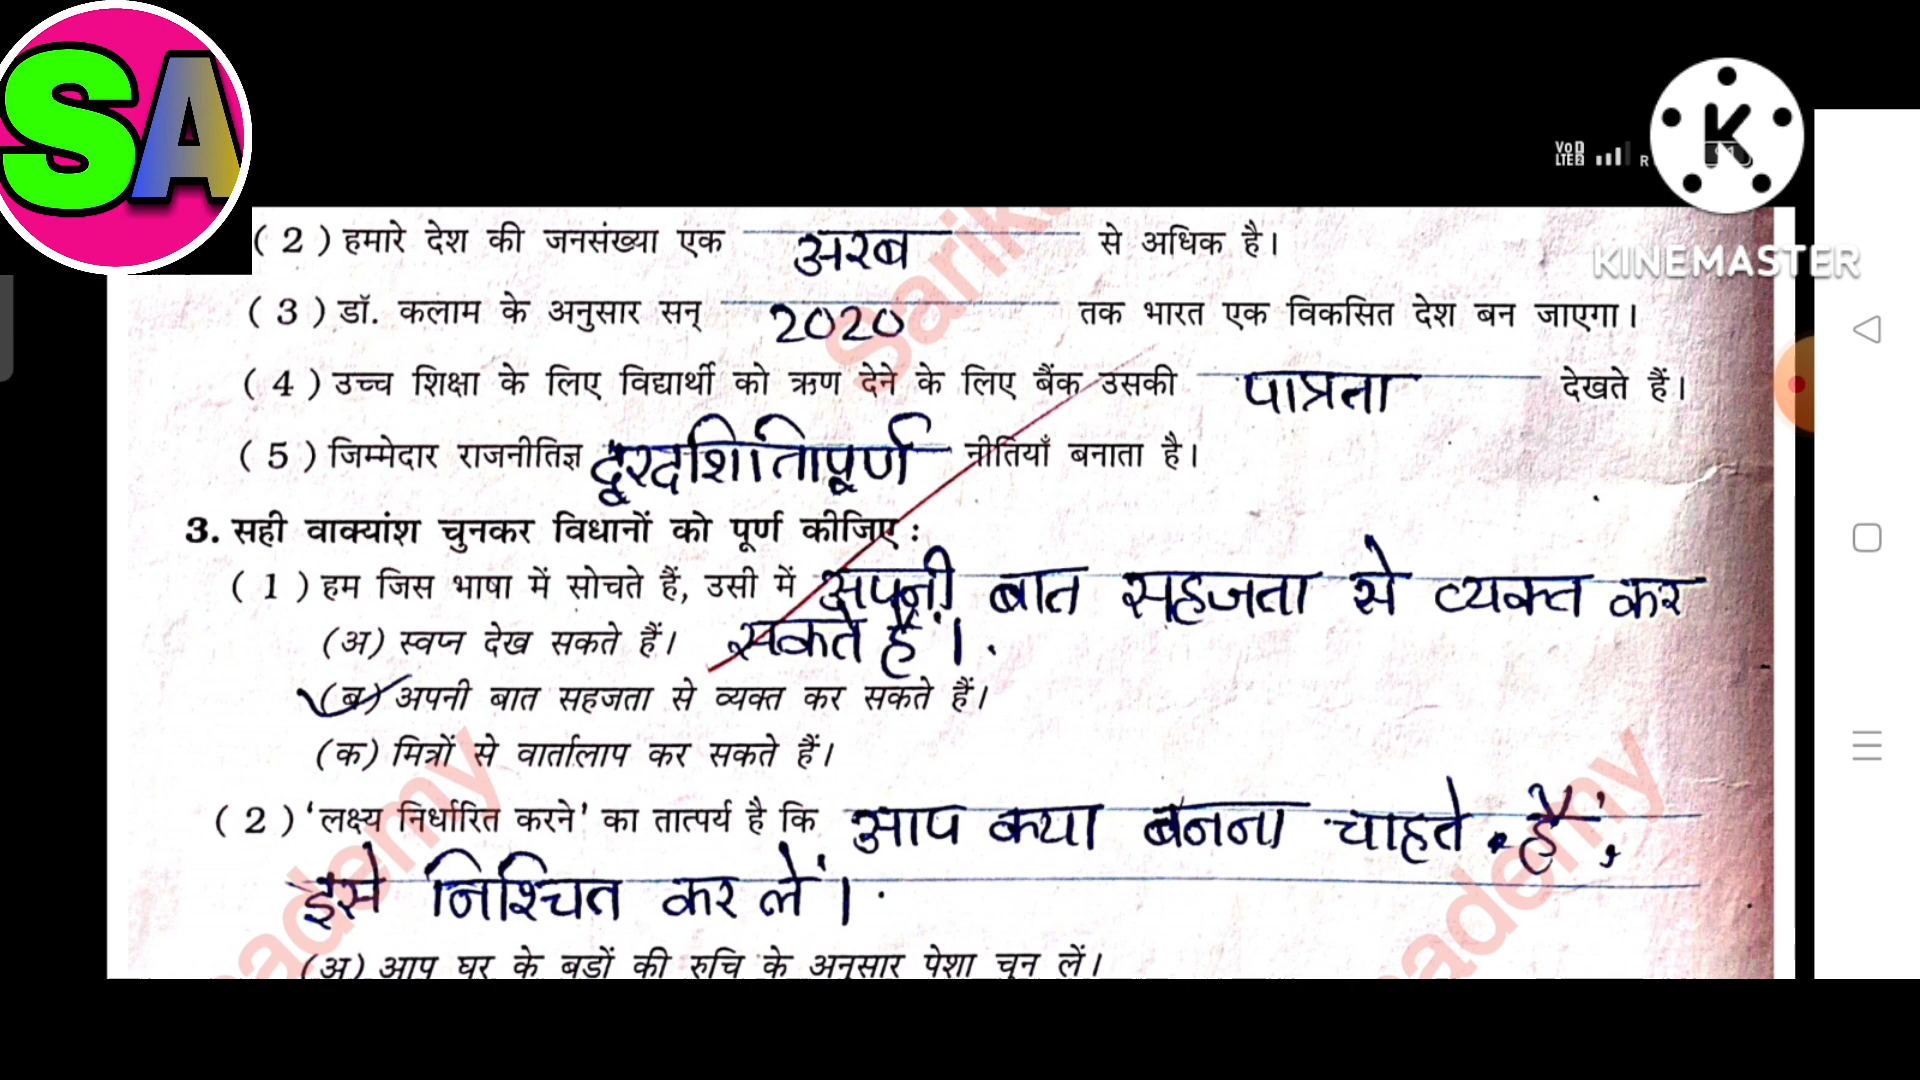 SA
VoD LTE2 R
K
KINEMASTER
(2) हमारे देश की जनसंख्या एक अरब से अधिक है।
(3) डॉ. कलाम के अनुसार सन् 2020 तक भारत एक विकसित देश बन जाएगा।
(4) उच्च शिक्षा के लिए विद्यार्थी को ऋण देने के लिए बैंक उसकी पात्रता देखते हैं।
(5) जिम्मेदार राजनीतिज्ञ दूरदर्शितापूर्ण नीतियाँ बनाता है।
3. सही वाक्यांश चुनकर विधानों को पूर्ण कीजिए :
(1) हम जिस भाषा में सोचते हैं, उसी में अपनी बात सहजता से व्यक्त कर
सकते हैं।
(अ) स्वप्न देख सकते हैं।
(ब) अपनी बात सहजता से व्यक्त कर सकते हैं।
(क) मित्रों से वार्तालाप कर सकते हैं।
(2) 'लक्ष्य निर्धारित करने' का तात्पर्य है कि आप क्या बनना चाहते हैं,
इसे निश्चित कर लें।
(अ) आप घर के बड़ों की रुचि के अनुसार पेशा चुन लें।